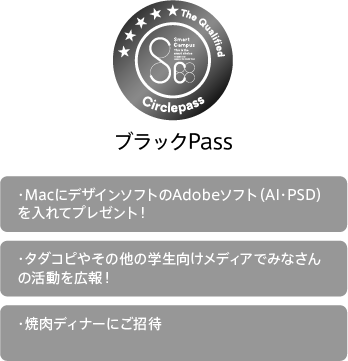 The Qualified
Smart
Campus
Circlepass
ブラックPass
・MacにデザインソフトのAdobeソフト（AI・PSD）
を入れてプレゼント！
・タダコピやその他の学生向けメディアでみなさん
の活動を広報！
・焼肉ディナーにご招待